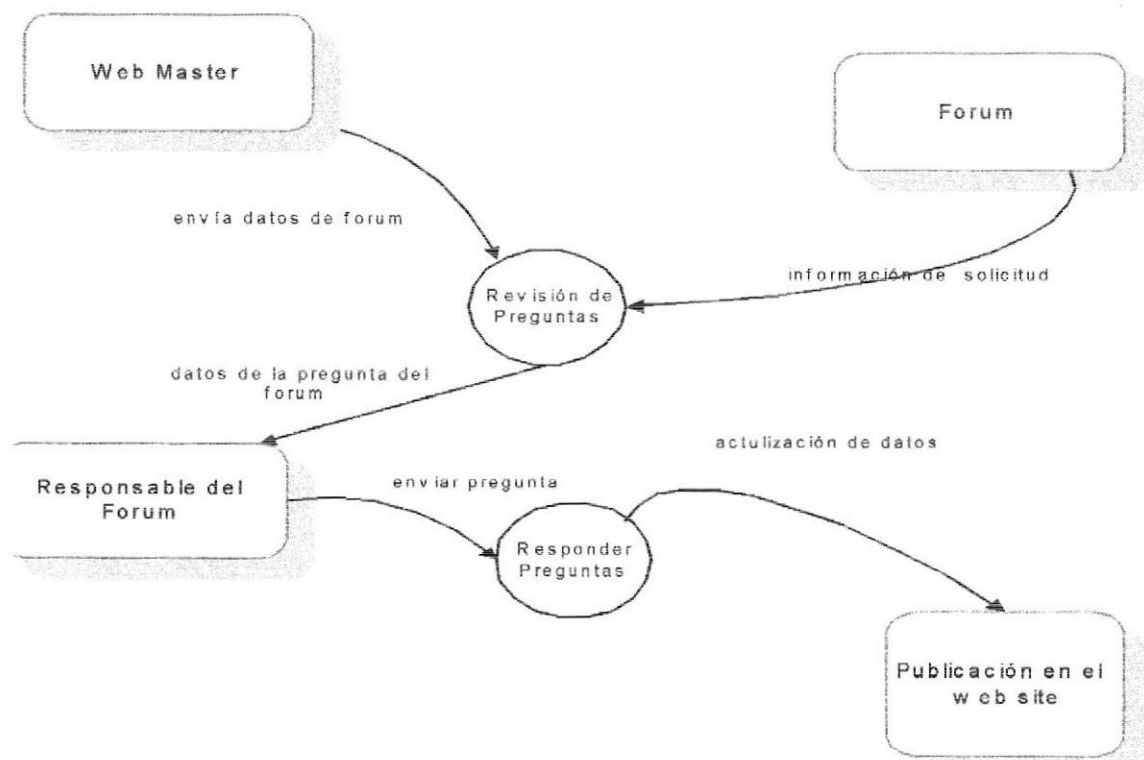 Web Master
Forum
envía datos de forum
información de solicitud
Revisión de
Preguntas
datos de la pregunta del
forum
actulización de datos
Responsable del
Forum
enviar pregunta
Responder
Preguntas
Publicación en el
web site